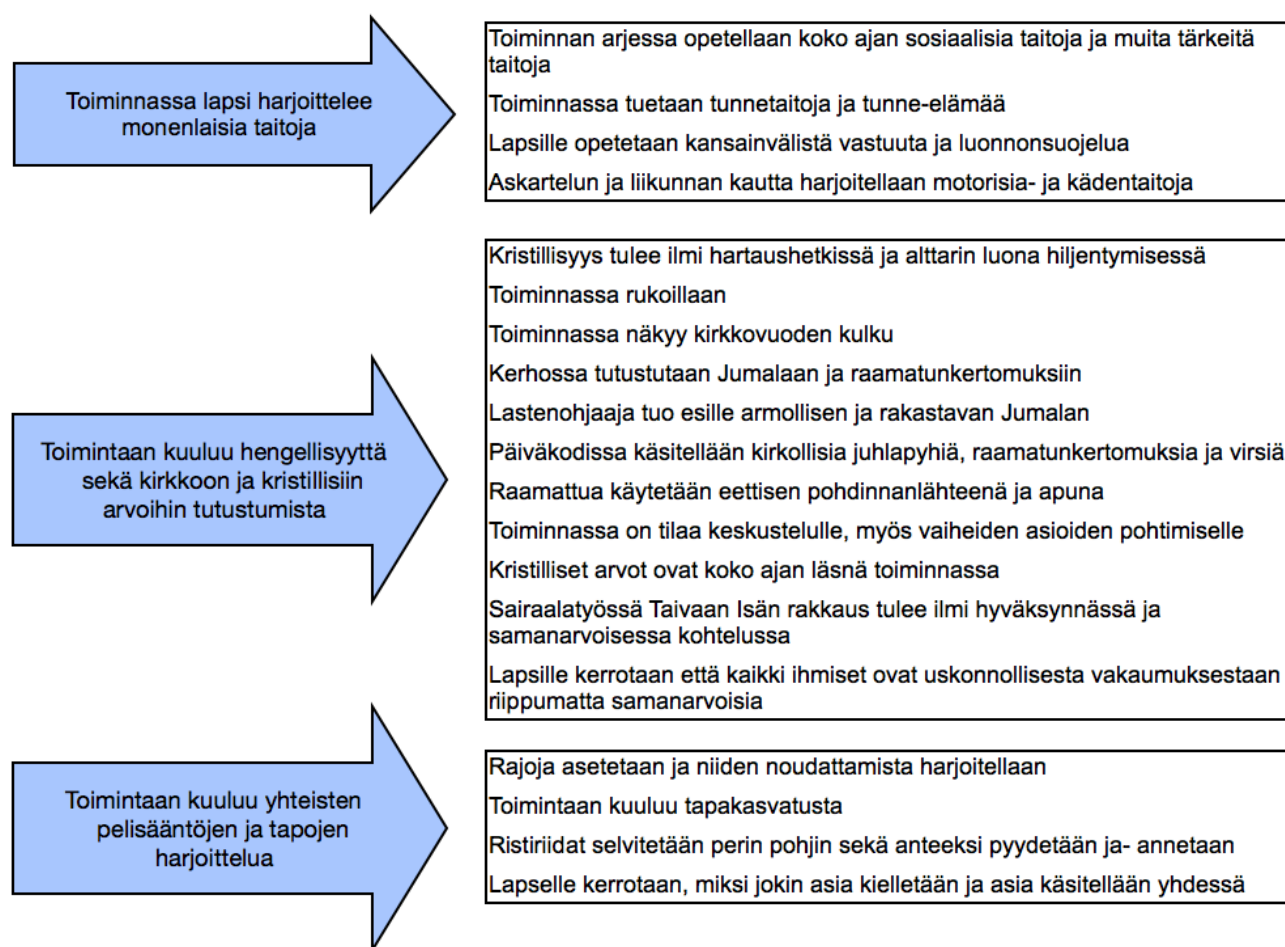 Toiminnassa lapsi harjoittelee
monenlaisia taitoja
Toiminnan arjessa opetellaan koko ajan sosiaalisia taitoja ja muita tärkeitä
taitoja
Toiminnassa tuetaan tunnetaitoja ja tunne-elämää
Lapsille opetetaan kansainvälistä vastuuta ja luonnonsuojelua
Askartelun ja liikunnan kautta harjoitellaan motorisia- ja kädentaitoja
Toimintaan kuuluu hengellisyyttä
sekä kirkkoon ja kristillisiin
arvoihin tutustumista
Kristillisyys tulee ilmi hartaushetkissä ja alttarin luona hiljentymisessä
Toiminnassa rukoillaan
Toiminnassa näkyy kirkkovuoden kulku
Kerhossa tutustutaan Jumalaan ja raamatunkertomuksiin
Lastenohjaaja tuo esille armollisen ja rakastavan Jumalan
Päiväkodissa käsitellään kirkollisia juhlapyhiä, raamatunkertomuksia ja virsiä
Raamattua käytetään eettisen pohdinnanlähteenä ja apuna
Toiminnassa on tilaa keskustelulle, myös vaiheiden asioiden pohtimiselle
Kristilliset arvot ovat koko ajan läsnä toiminnassa
Sairaalatyössä Taivaan Isän rakkaus tulee ilmi hyväksynnässä ja
samanarvoisessa kohtelussa
Lapsille kerrotaan että kaikki ihmiset ovat uskonnollisesta vakaumuksestaan
riippumatta samanarvoisia
Toimintaan kuuluu yhteisten
pelisääntöjen ja tapojen
harjoittelua
Rajoja asetetaan ja niiden noudattamista harjoitellaan
Toimintaan kuuluu tapakasvatusta
Ristiriidat selvitetään perin pohjin sekä anteeksi pyydetään ja- annetaan
Lapselle kerrotaan, miksi jokin asia kielletään ja asia käsitellään yhdessä